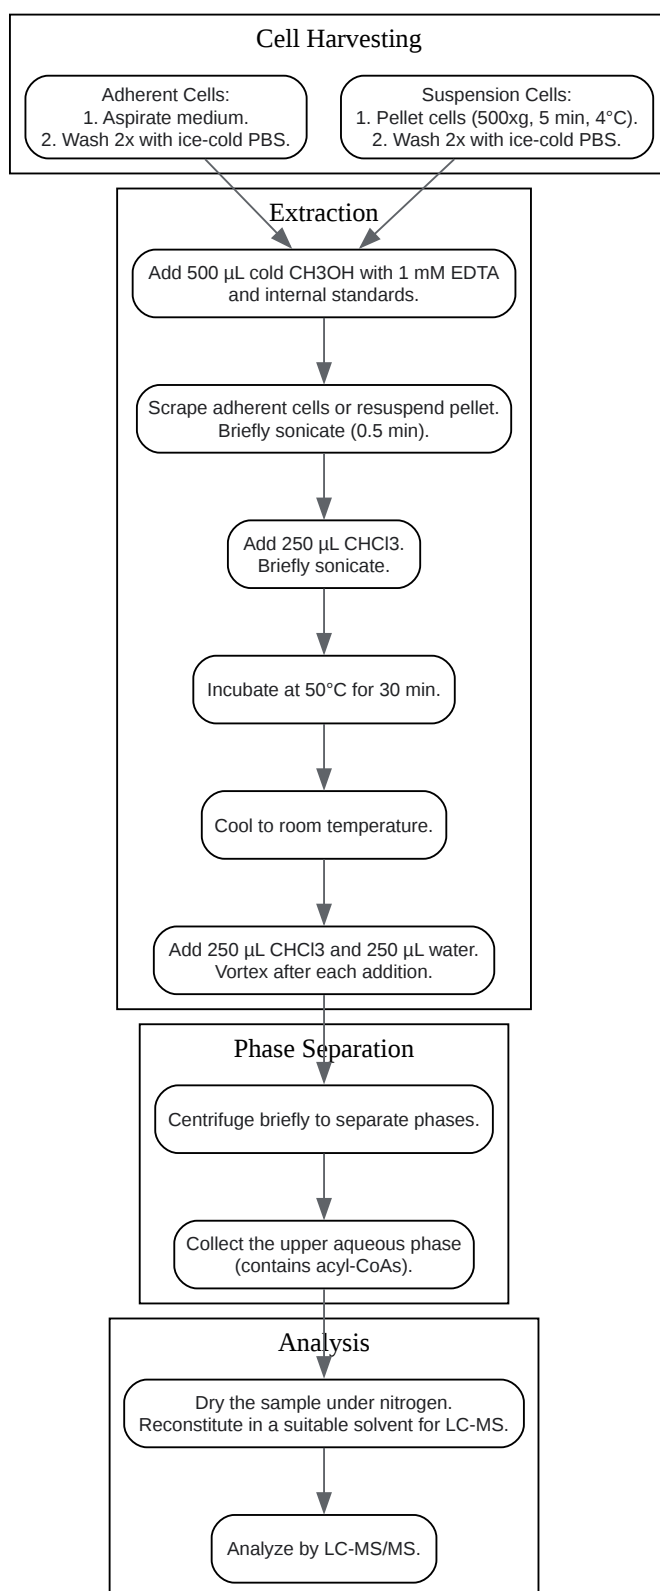 Cell Harvesting
Adherent Cells:
1. Aspirate medium.
2. Wash 2x with ice-cold PBS.
Suspension Cells:
1. Pellet cells (500xg, 5 min, 4°C).
2. Wash 2x with ice-cold PBS.
Extraction
Add 500 µL cold CH3OH with 1 mM EDTA
and internal standards.
Scrape adherent cells or resuspend pellet.
Briefly sonicate (0.5 min).
Add 250 µL CHCl3.
Briefly sonicate.
Incubate at 50°C for 30 min.
Cool to room temperature.
Add 250 µL CHCl3 and 250 µL water.
Vortex after each addition.
Phase Separation
Centrifuge briefly to separate phases.
Collect the upper aqueous phase
(contains acyl-CoAs).
Analysis
Dry the sample under nitrogen.
Reconstitute in a suitable solvent for LC-MS.
Analyze by LC-MS/MS.